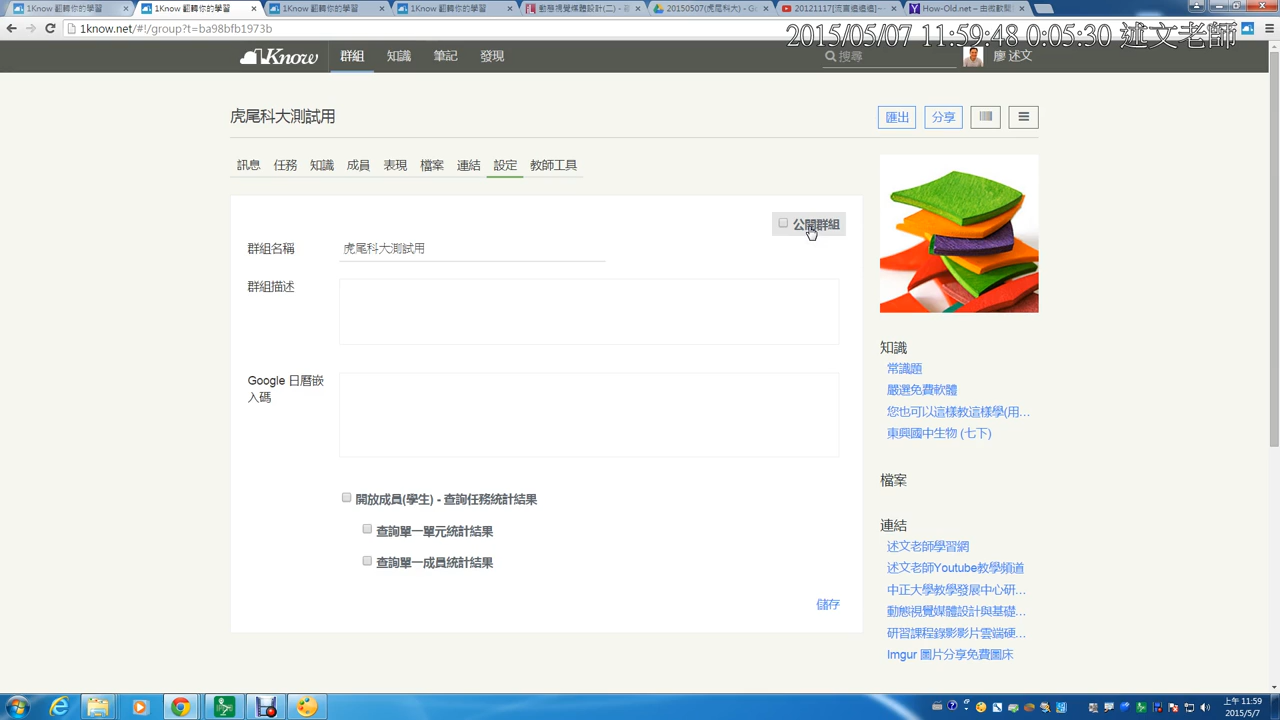 1Know 翻轉你的學習
1Know 翻轉你的學習
1Know 翻轉你的學習
1Know 翻轉你的學習
動態視覺媒體設計(二) -
20150507(虎尾科大) - Go
How-Old.net – 由微軟
1know.net/#!/group?t=ba98bf1973b
2015/05/07 11:59:48 0:05:30 述文老師
1Know
群組
知識
筆記
發現
搜尋
廖 述文
虎尾科大測試用
匯出
分享
訊息
任務
知識
成員
表現
檔案
連結
設定
教師工具
公開群組
群組名稱
虎尾科大測試用
群組描述
Google 日曆嵌
入碼
開放成員(學生) - 查詢任務統計結果
查詢單一單元統計結果
查詢單一成員統計結果
儲存
知識
常識題
嚴選免費軟體
您也可以這樣教這樣學(用...
東興國中生物 (七下)
檔案
連結
述文老師學習網
述文老師Youtube教學頻道
中正大學教學發展中心研...
動態視覺媒體設計與基礎...
研習課程錄影影片雲端硬...
Imgur 圖片分享免費圖床
上午 11:59
2015/5/7